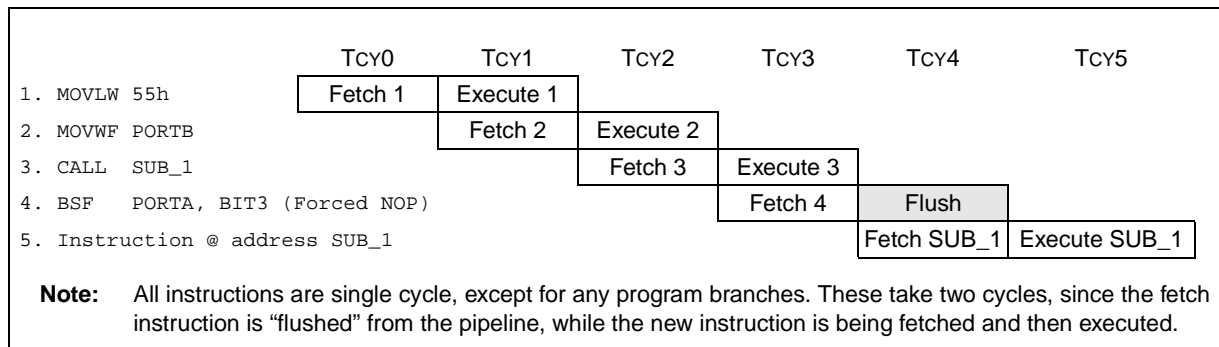 TCY0 TCY1 TCY2 TCY3 TCY4 TCY5
1. MOVLW 55h Fetch 1 Execute 1
2. MOVWF PORTB Fetch 2 Execute 2
3. CALL SUB_1 Fetch 3 Execute 3
4. BSF PORTA, BIT3 (Forced NOP) Fetch 4 Flush
5. Instruction @ address SUB_1 Fetch SUB_1 Execute SUB_1
Note: All instructions are single cycle, except for any program branches. These take two cycles, since the fetch
instruction is “flushed” from the pipeline, while the new instruction is being fetched and then executed.